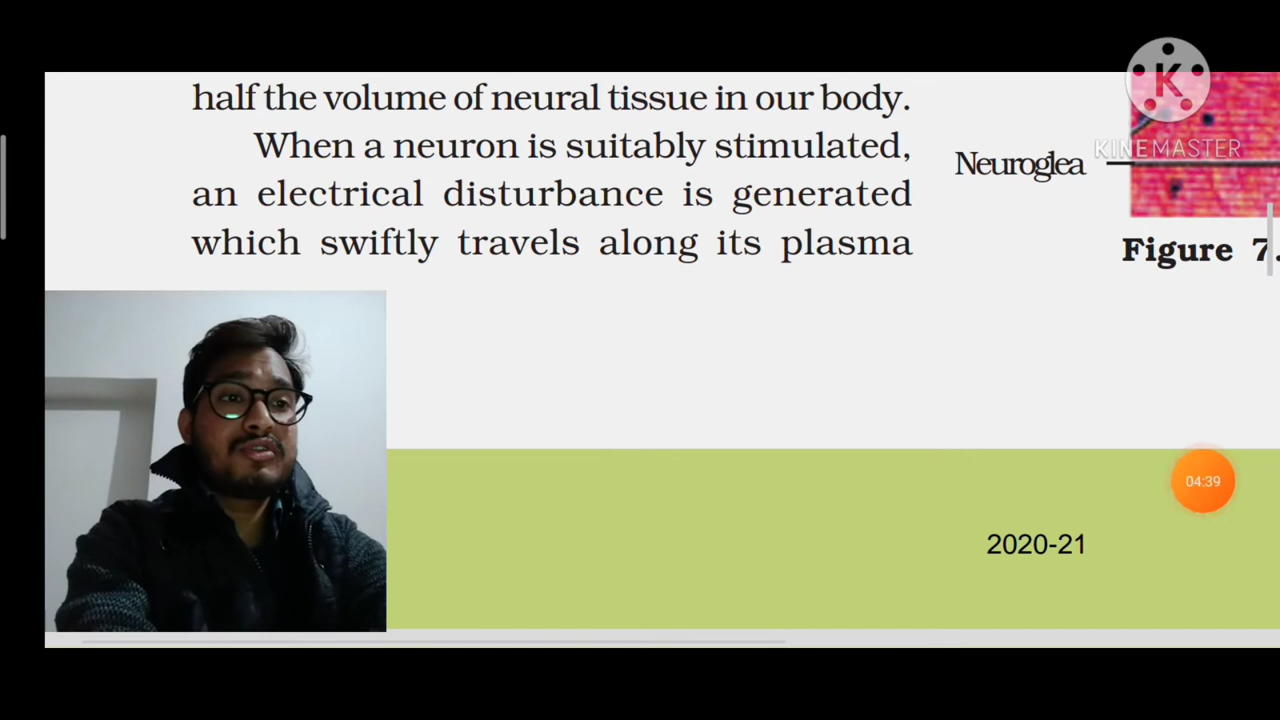 half the volume of neural tissue in our body.
When a neuron is suitably stimulated,
an electrical disturbance is generated
which swiftly travels along its plasma
Neuroglea
Figure 7.
K
KINEMASTER
04:39
2020-21